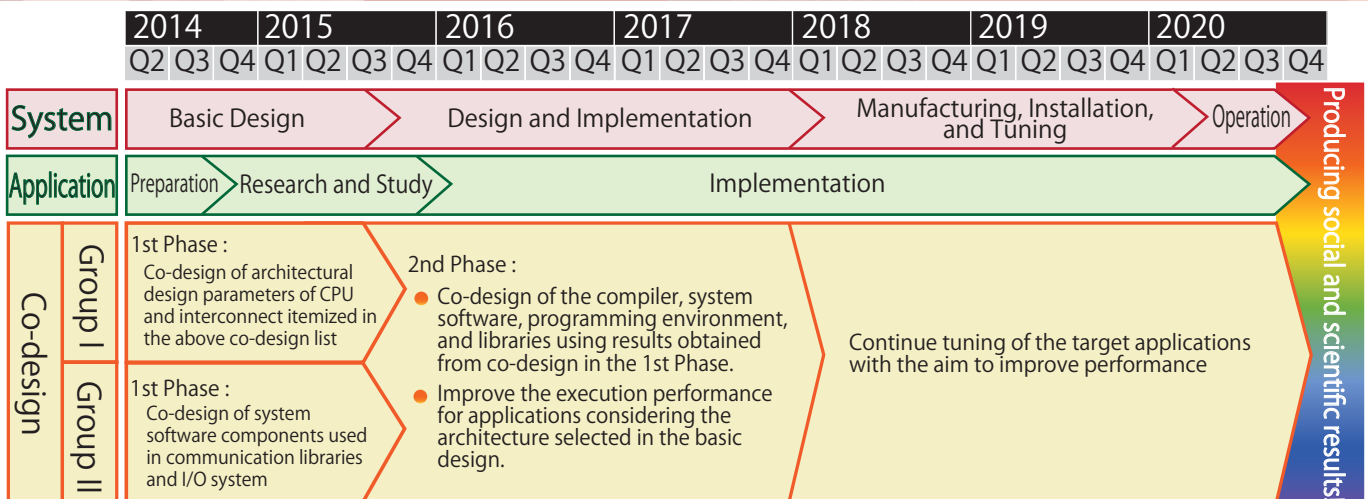 2014 2015 2016 2017 2018 2019 2020
Q2 Q3 Q4 Q1 Q2 Q3 Q4 Q1 Q2 Q3 Q4 Q1 Q2 Q3 Q4 Q1 Q2 Q3 Q4 Q1 Q2 Q3 Q4 Q1 Q2 Q3 Q4
System
Basic Design
Design and Implementation
Manufacturing, Installation,
and Tuning
Operation
Application
Preparation
Research and Study
Implementation
Co-design
Group I
1st Phase :
Co-design of architectural
design parameters of CPU
and interconnect itemized in
the above co-design list
Group II
1st Phase :
Co-design of system
software components used
in communication libraries
and I/O system
2nd Phase :
● Co-design of the compiler, system
software, programming environment,
and libraries using results obtained
from co-design in the 1st Phase.
● Improve the execution performance
for applications considering the
architecture selected in the basic
design.
Continue tuning of the target applications
with the aim to improve performance
Producing social and scientific results